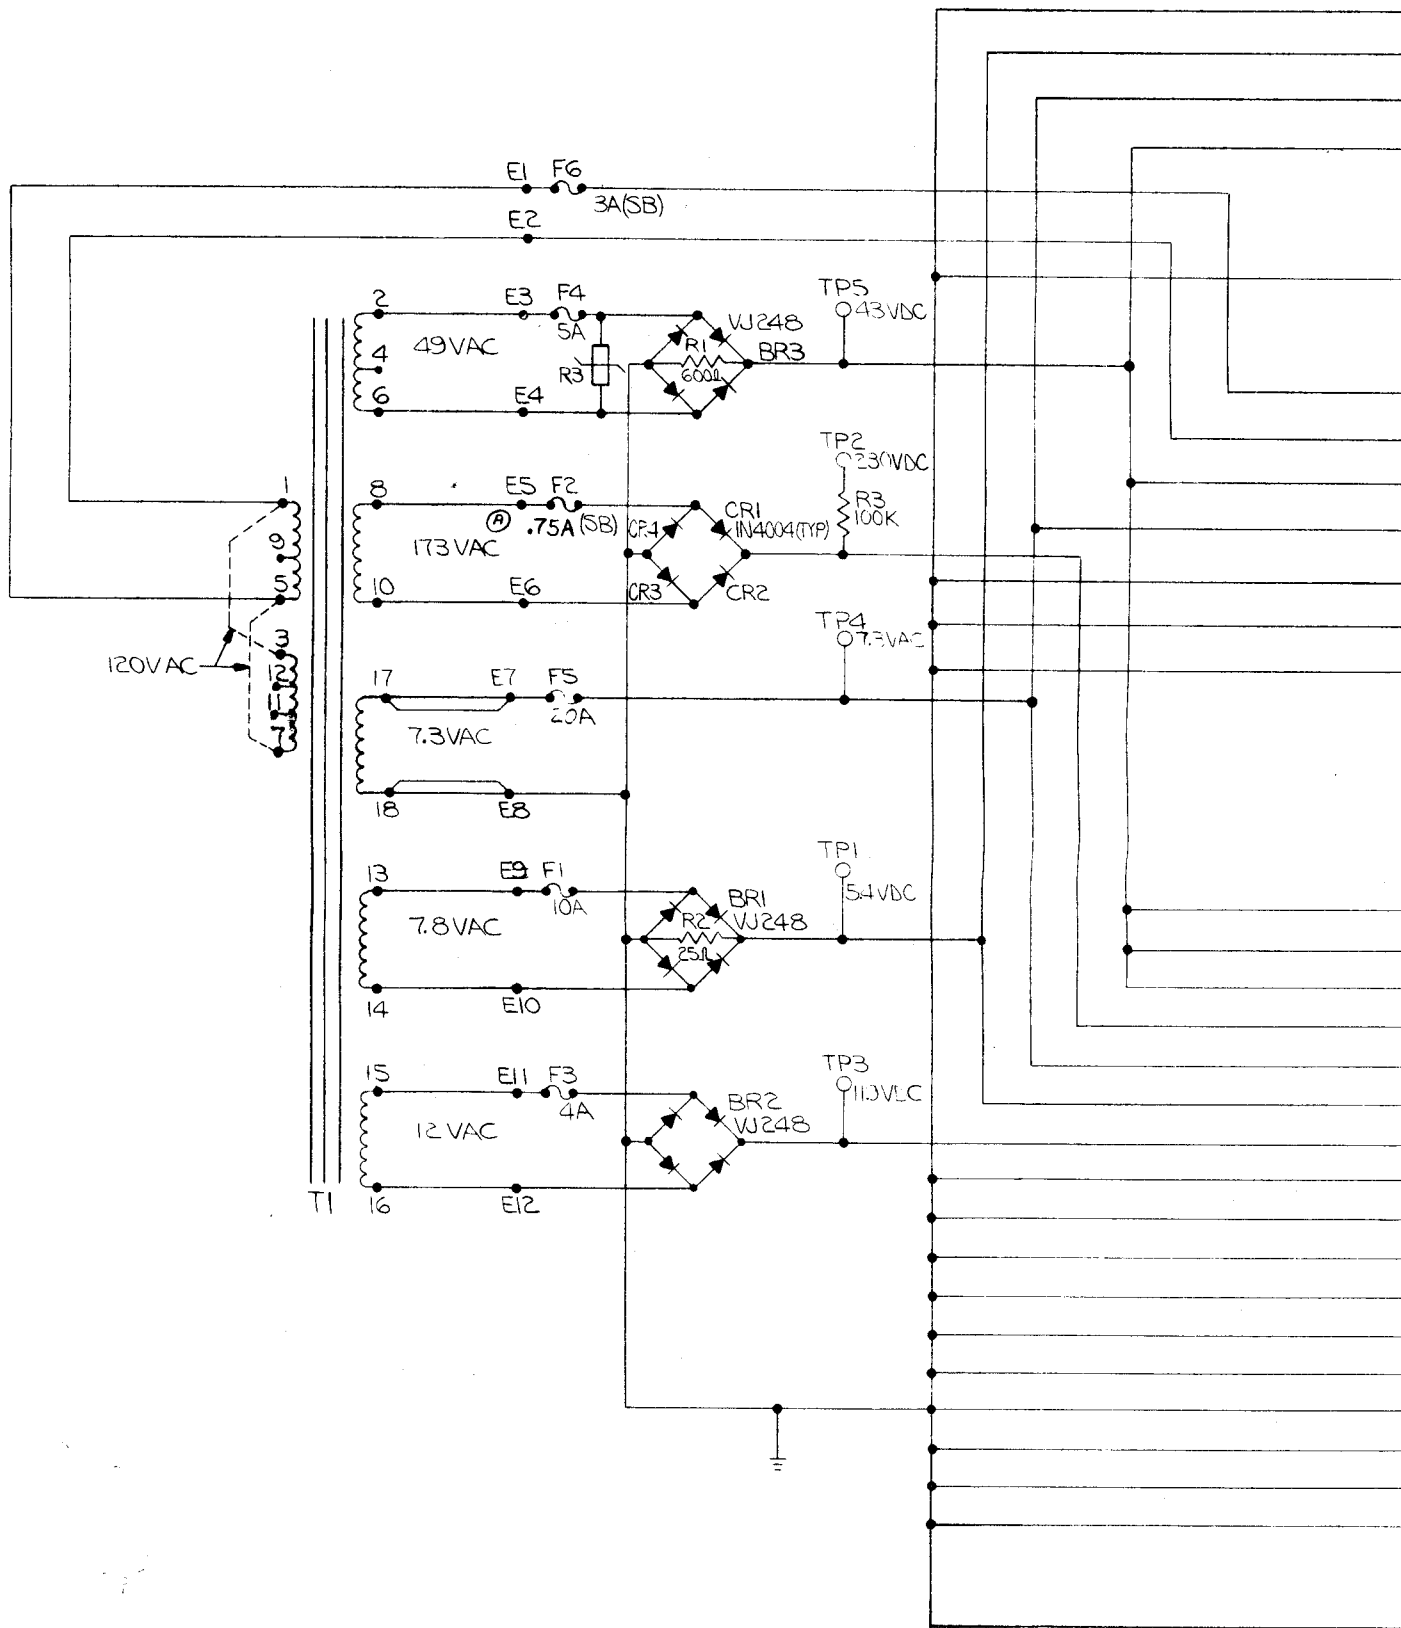 E1 F6
3A(SB)
E2
2 E3 F4 TP5
5A VJ248 43VDC
4 49VAC R1 BR3
R3 600Ω
6 E4
TP2
230VDC
1 8 E5 F2 CR1 R3
A .75A (SB) 1N4004(TYP) 100K
9 173VAC
5 10 E6 CR3 CR2
TP4
3
120VAC
12 17 E7 F5
11 20A
7 7.3VAC
18 E8
TP1
13 E9 F1 BR1 5.4VDC
10A VJ248
7.8VAC R2
25Ω
14 E10
TP3
15 E11 F3 BR2
4A VJ248
12VAC
T1 16 E12